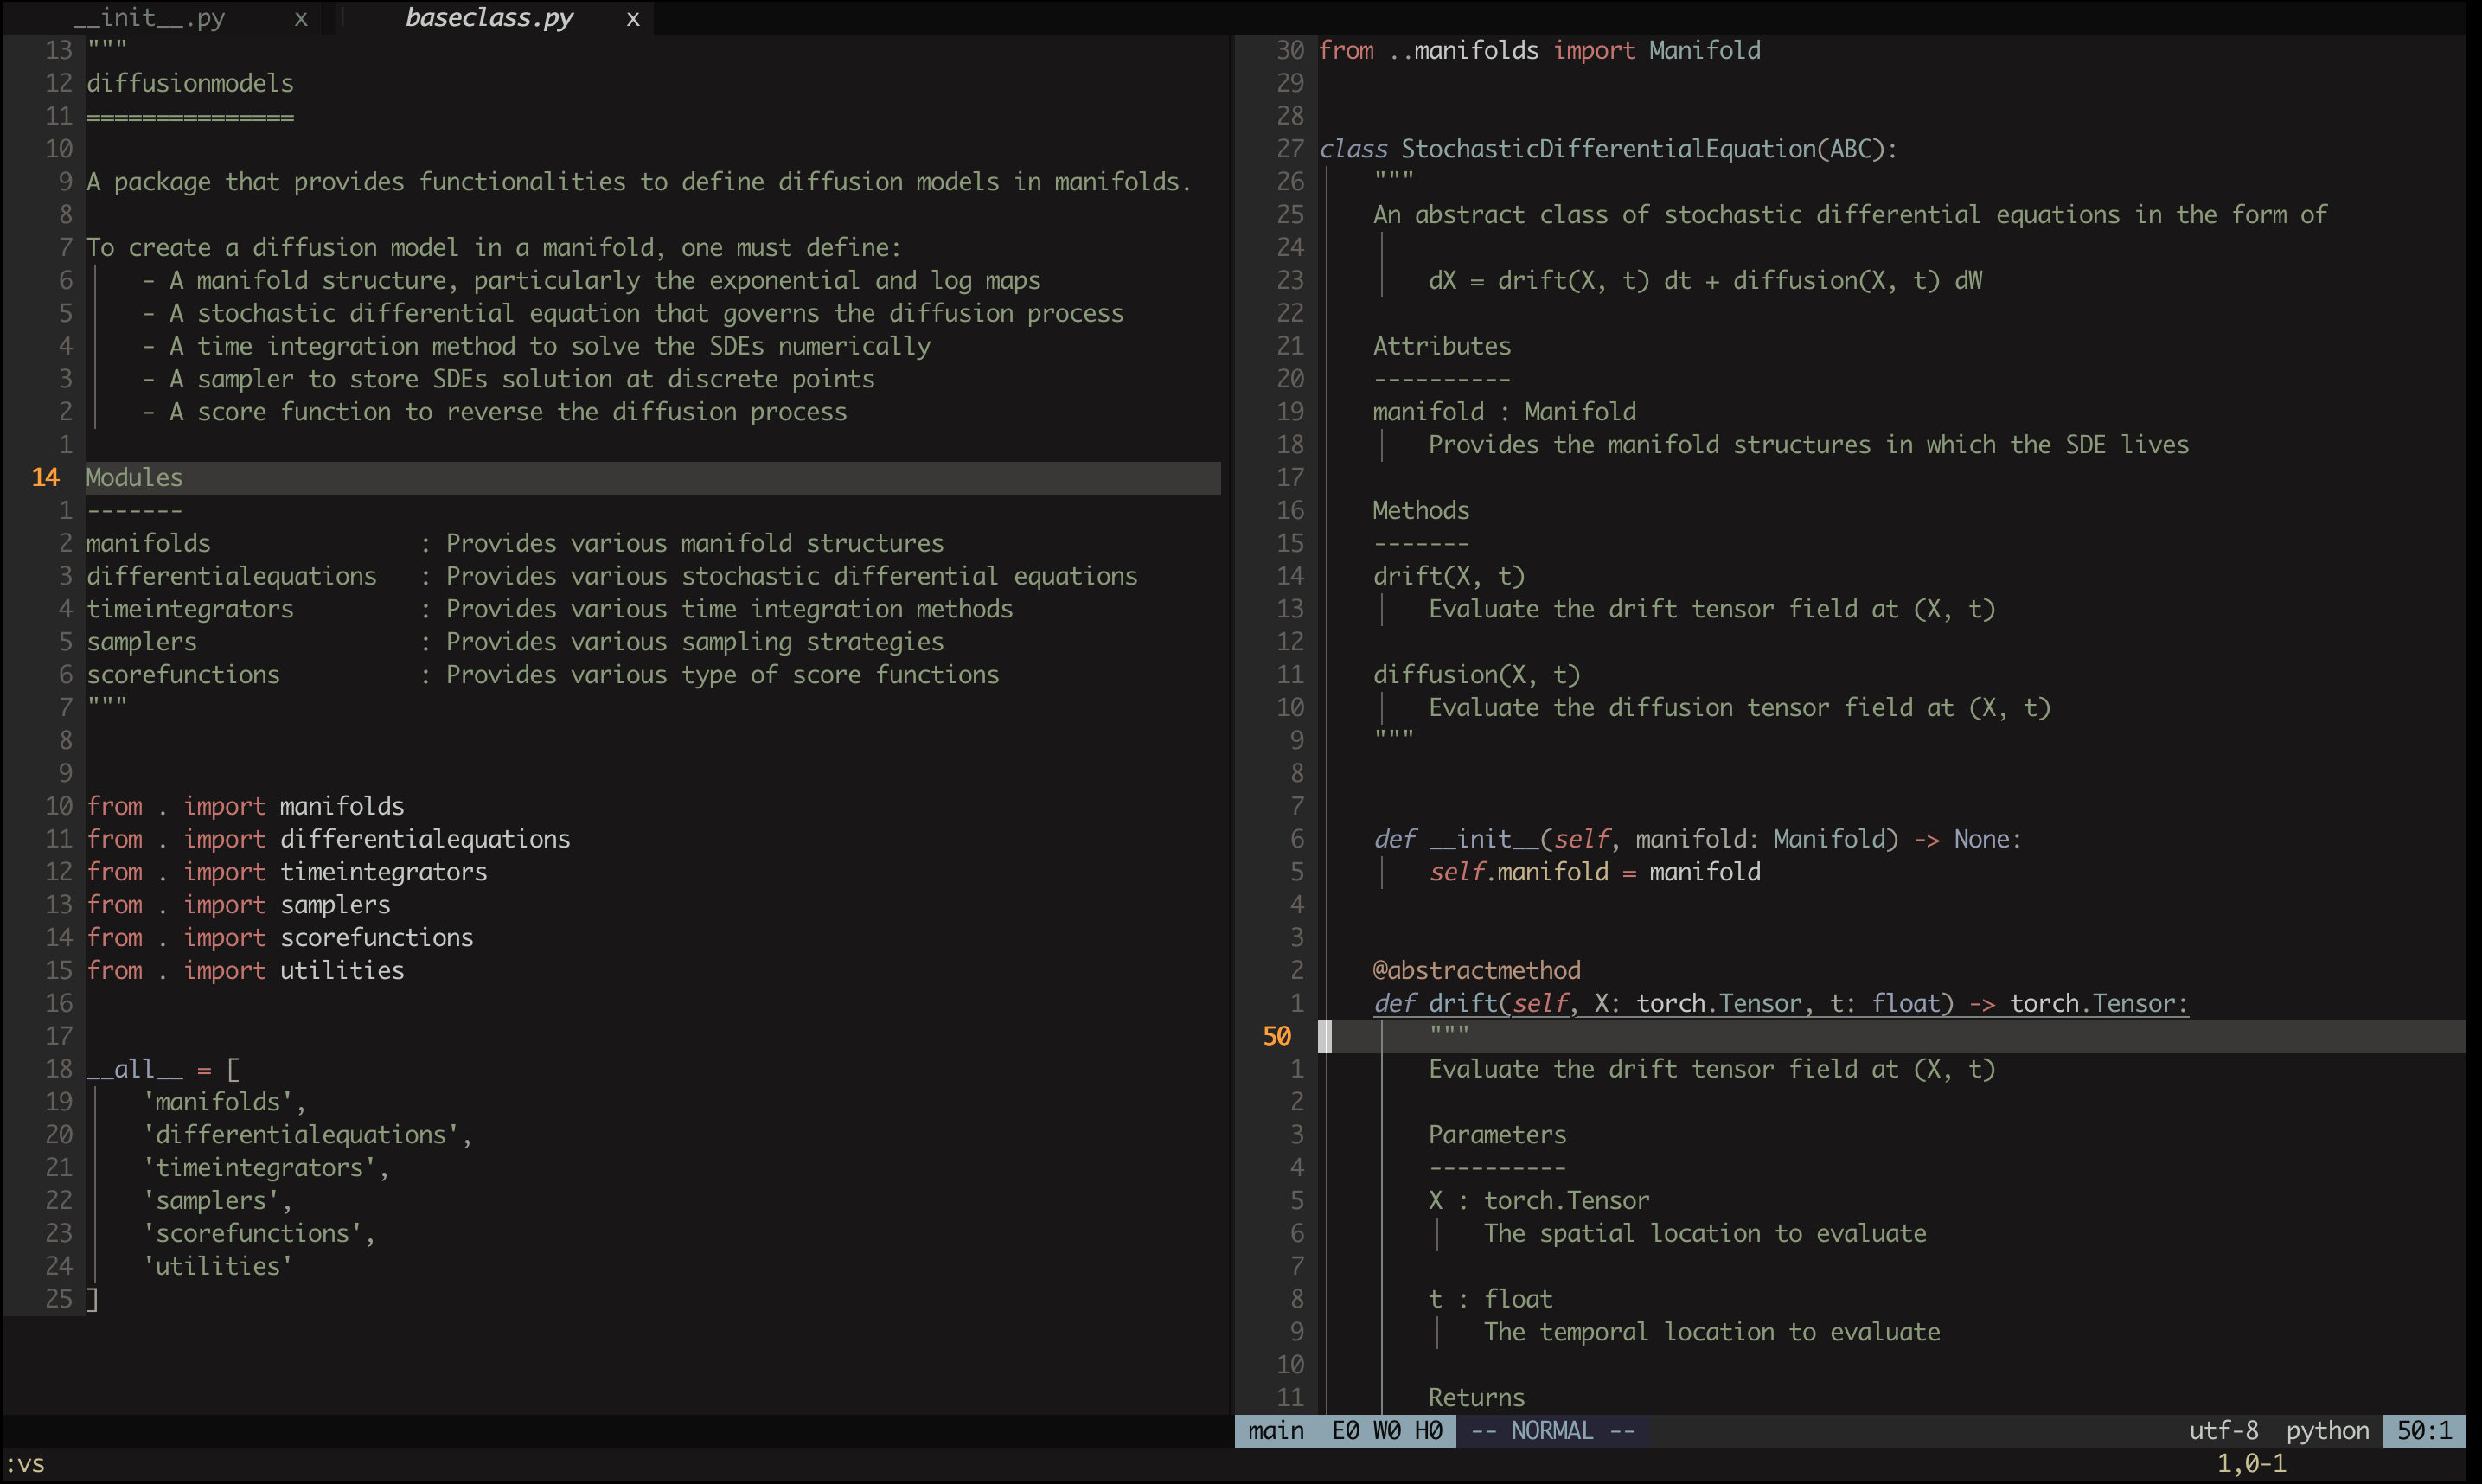 __init__.py x baseclass.py x
13 """
12 diffusionmodels
11 ===============
10
9 A package that provides functionalities to define diffusion models in manifolds.
8
7 To create a diffusion model in a manifold, one must define:
6 - A manifold structure, particularly the exponential and log maps
5 - A stochastic differential equation that governs the diffusion process
4 - A time integration method to solve the SDEs numerically
3 - A sampler to store SDEs solution at discrete points
2 - A score function to reverse the diffusion process
1
14 Modules
1 -------
2 manifolds : Provides various manifold structures
3 differentialequations : Provides various stochastic differential equations
4 timeintegrators : Provides various time integration methods
5 samplers : Provides various sampling strategies
6 scorefunctions : Provides various type of score functions
7 """
8
9
10 from . import manifolds
11 from . import differentialequations
12 from . import timeintegrators
13 from . import samplers
14 from . import scorefunctions
15 from . import utilities
16
17
18 __all__ = [
19 'manifolds',
20 'differentialequations',
21 'timeintegrators',
22 'samplers',
23 'scorefunctions',
24 'utilities'
25 ]
30 from ..manifolds import Manifold
29
28
27 class StochasticDifferentialEquation(ABC):
26 """
25 An abstract class of stochastic differential equations in the form of
24
23 dX = drift(X, t) dt + diffusion(X, t) dW
22
21 Attributes
20 ----------
19 manifold : Manifold
18 Provides the manifold structures in which the SDE lives
17
16 Methods
15 -------
14 drift(X, t)
13 Evaluate the drift tensor field at (X, t)
12
11 diffusion(X, t)
10 Evaluate the diffusion tensor field at (X, t)
9 """
8
7
6 def __init__(self, manifold: Manifold) -> None:
5 self.manifold = manifold
4
3
2 @abstractmethod
1 def drift(self, X: torch.Tensor, t: float) -> torch.Tensor:
50 """
1 Evaluate the drift tensor field at (X, t)
2
3 Parameters
4 ----------
5 X : torch.Tensor
6 The spatial location to evaluate
7
8 t : float
9 The temporal location to evaluate
10
11 Returns
main E0 W0 H0 -- NORMAL -- utf-8 python 50:1
:vs 1,0-1